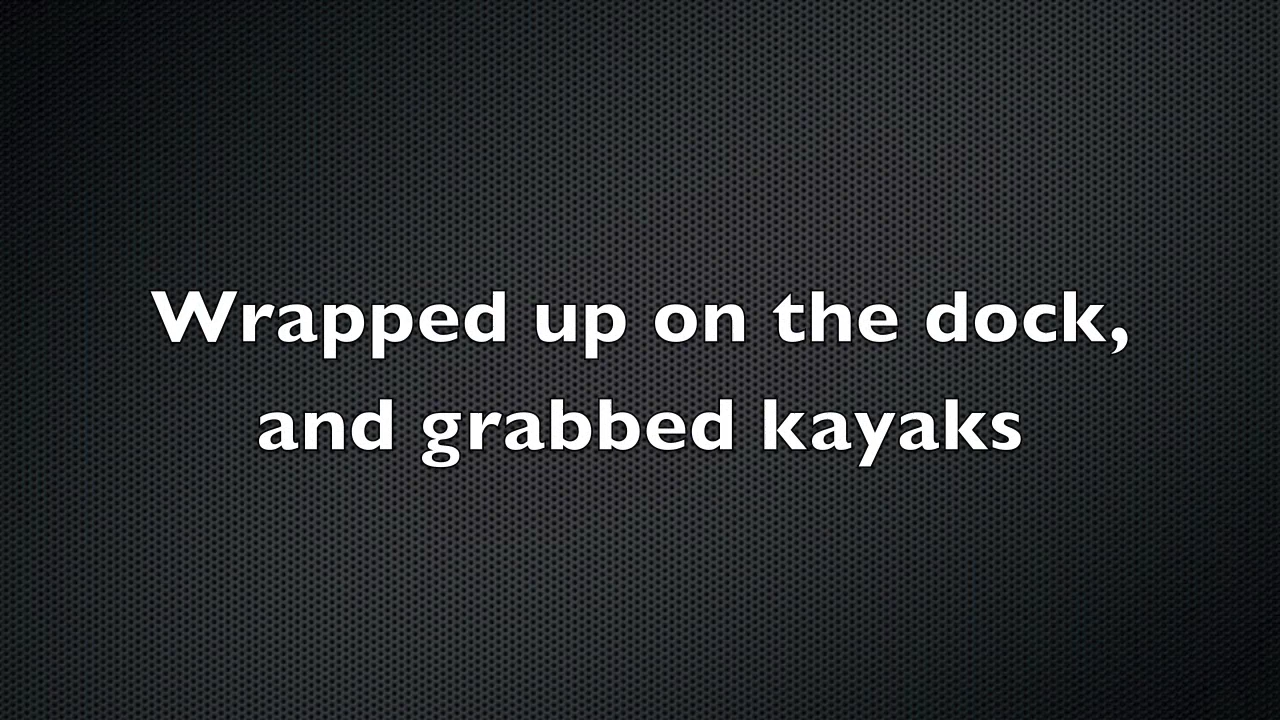 Wrapped up on the dock,
and grabbed kayaks